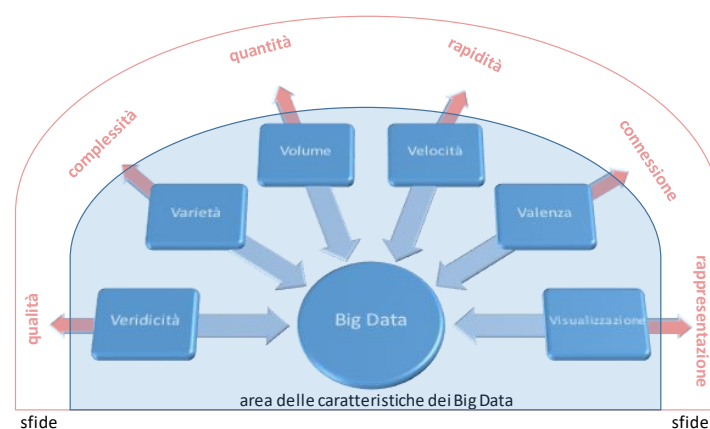 quantità
rapidità
complessità
connessione
Volume
Velocità
Varietà
Valenza
qualità
Veridicità
Big Data
Visualizzazione
rappresentazione
area delle caratteristiche dei Big Data
sfide
sfide